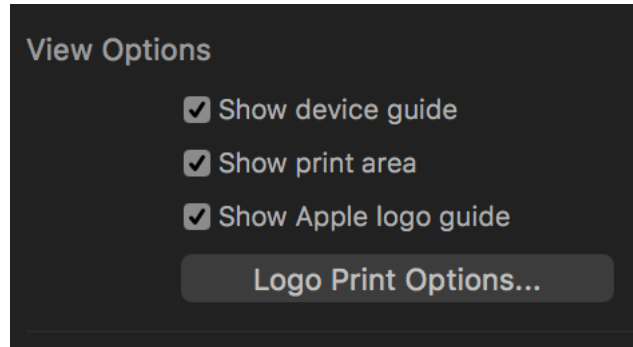 View Options
Show device guide
Show print area
Show Apple logo guide
Logo Print Options...